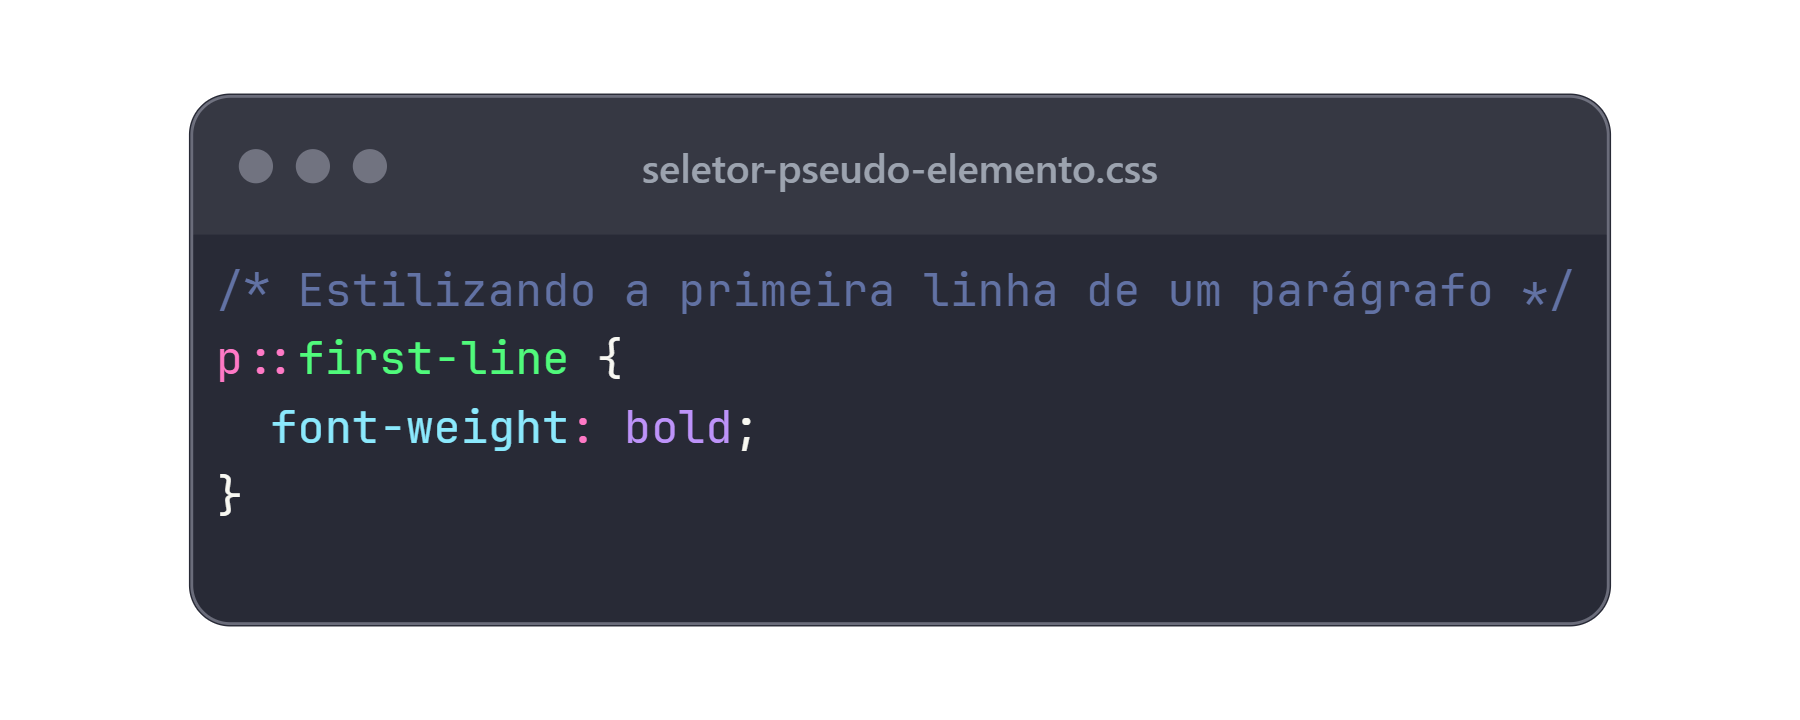 seletor-pseudo-elemento.css
/* Estilizando a primeira linha de um parágrafo */
p::first-line {
  font-weight: bold;
}